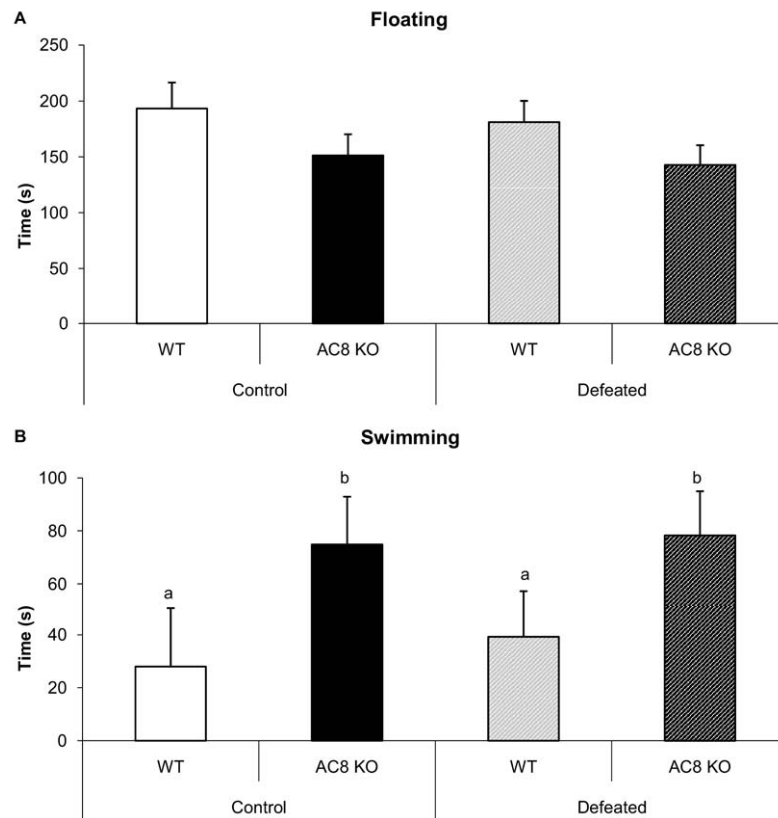 A
Floating
250
200
150
100
50
0
Time (s)
WT
AC8 KO
WT
AC8 KO
Control
Defeated
B
Swimming
100
80
60
40
20
0
Time (s)
a
b
a
b
WT
AC8 KO
WT
AC8 KO
Control
Defeated